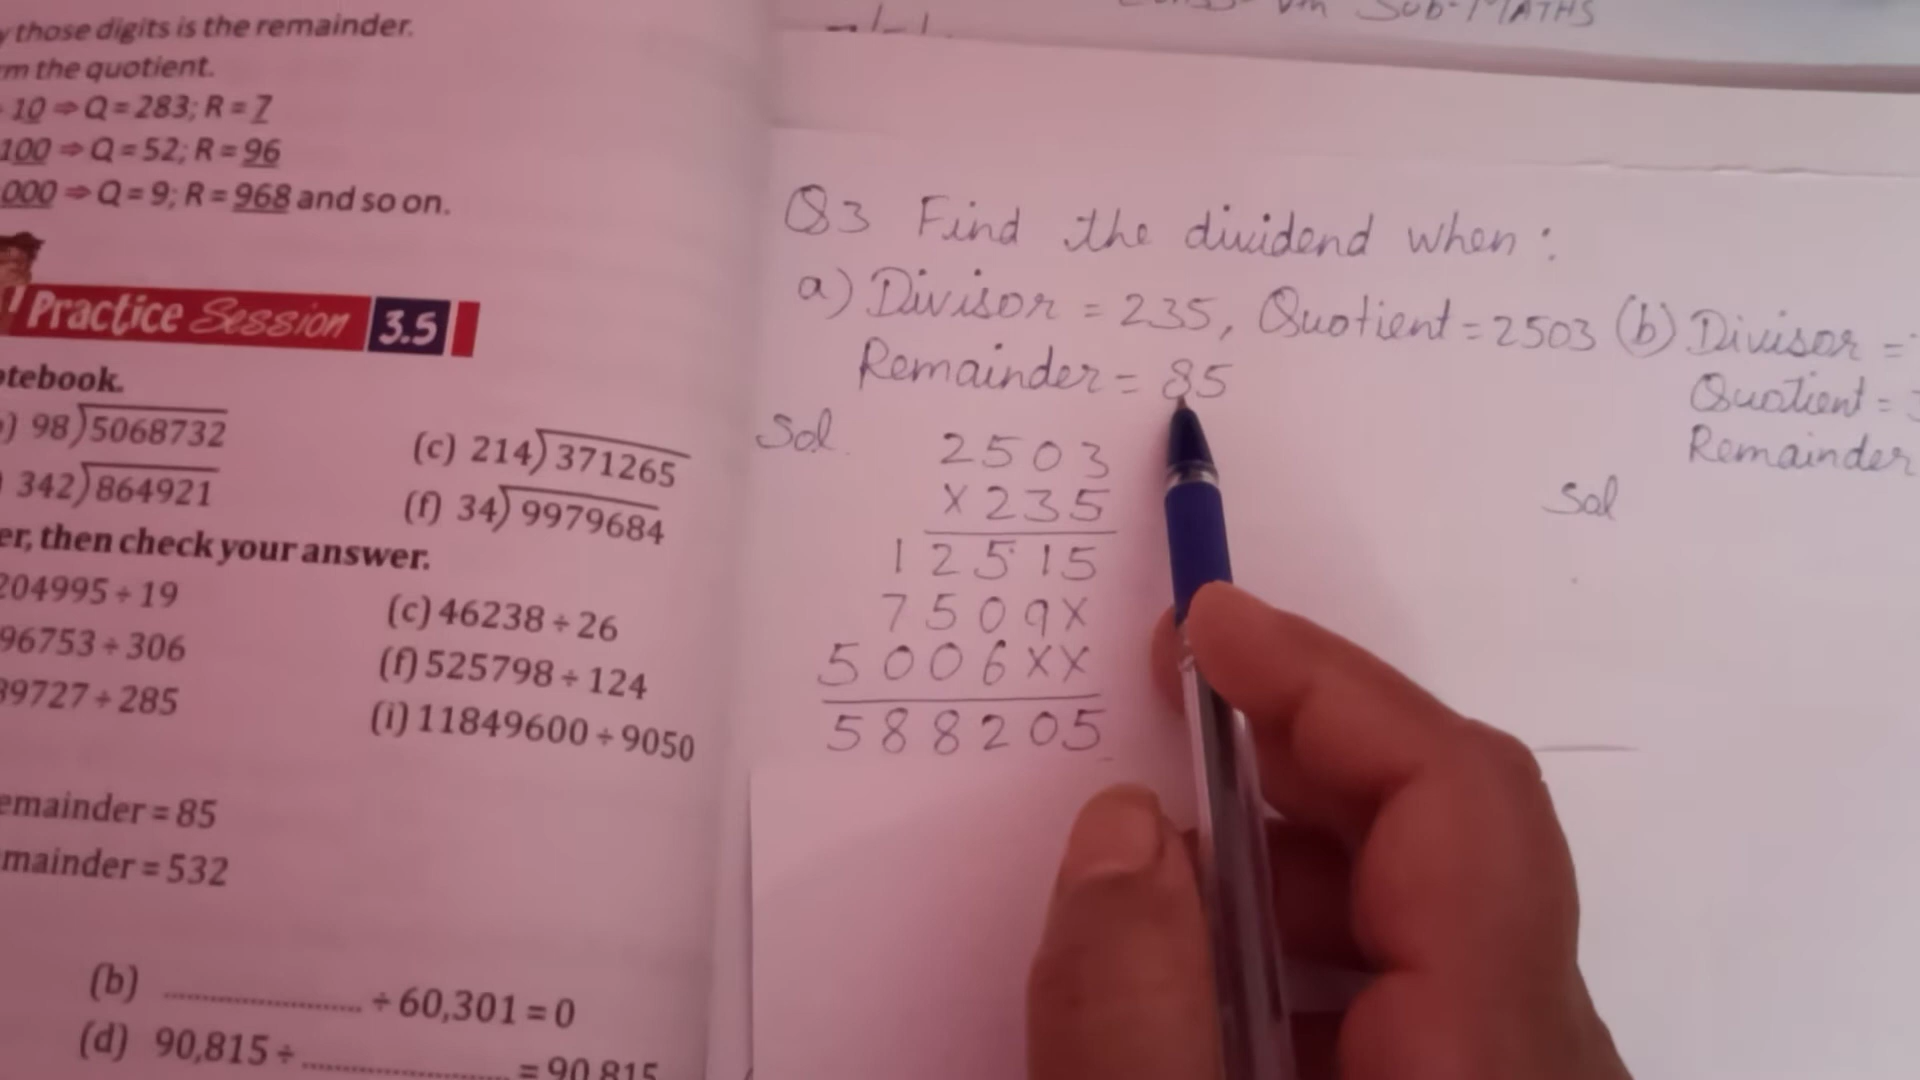 those digits is the remainder.
the quotient.
10 ⇒ Q = 283; R = 7
100 ⇒ Q = 52; R = 96
000 ⇒ Q = 9; R = 968 and so on.
Practice Session 3.5
98)5068732
(c) 214)371265
342)864921
(f) 34)9979684
then check your answer.
204995 ÷ 19
(c) 46238 ÷ 26
96753 ÷ 306
(f) 525798 ÷ 124
39727 ÷ 285
(i) 11849600 ÷ 9050
emainder = 85
mainder = 532
(b) .................... ÷ 60,301 = 0
(d) 90,815 ÷ .................... = 90,815
Sub-MATHS
Q3 Find the dividend when :
a) Divisor = 235, Quotient = 2503
Remainder = 85
Sol.
2503
X 235
12515
7509X
5006XX
588205
(b) Divisor =
Quotient =
Remainder
Sol